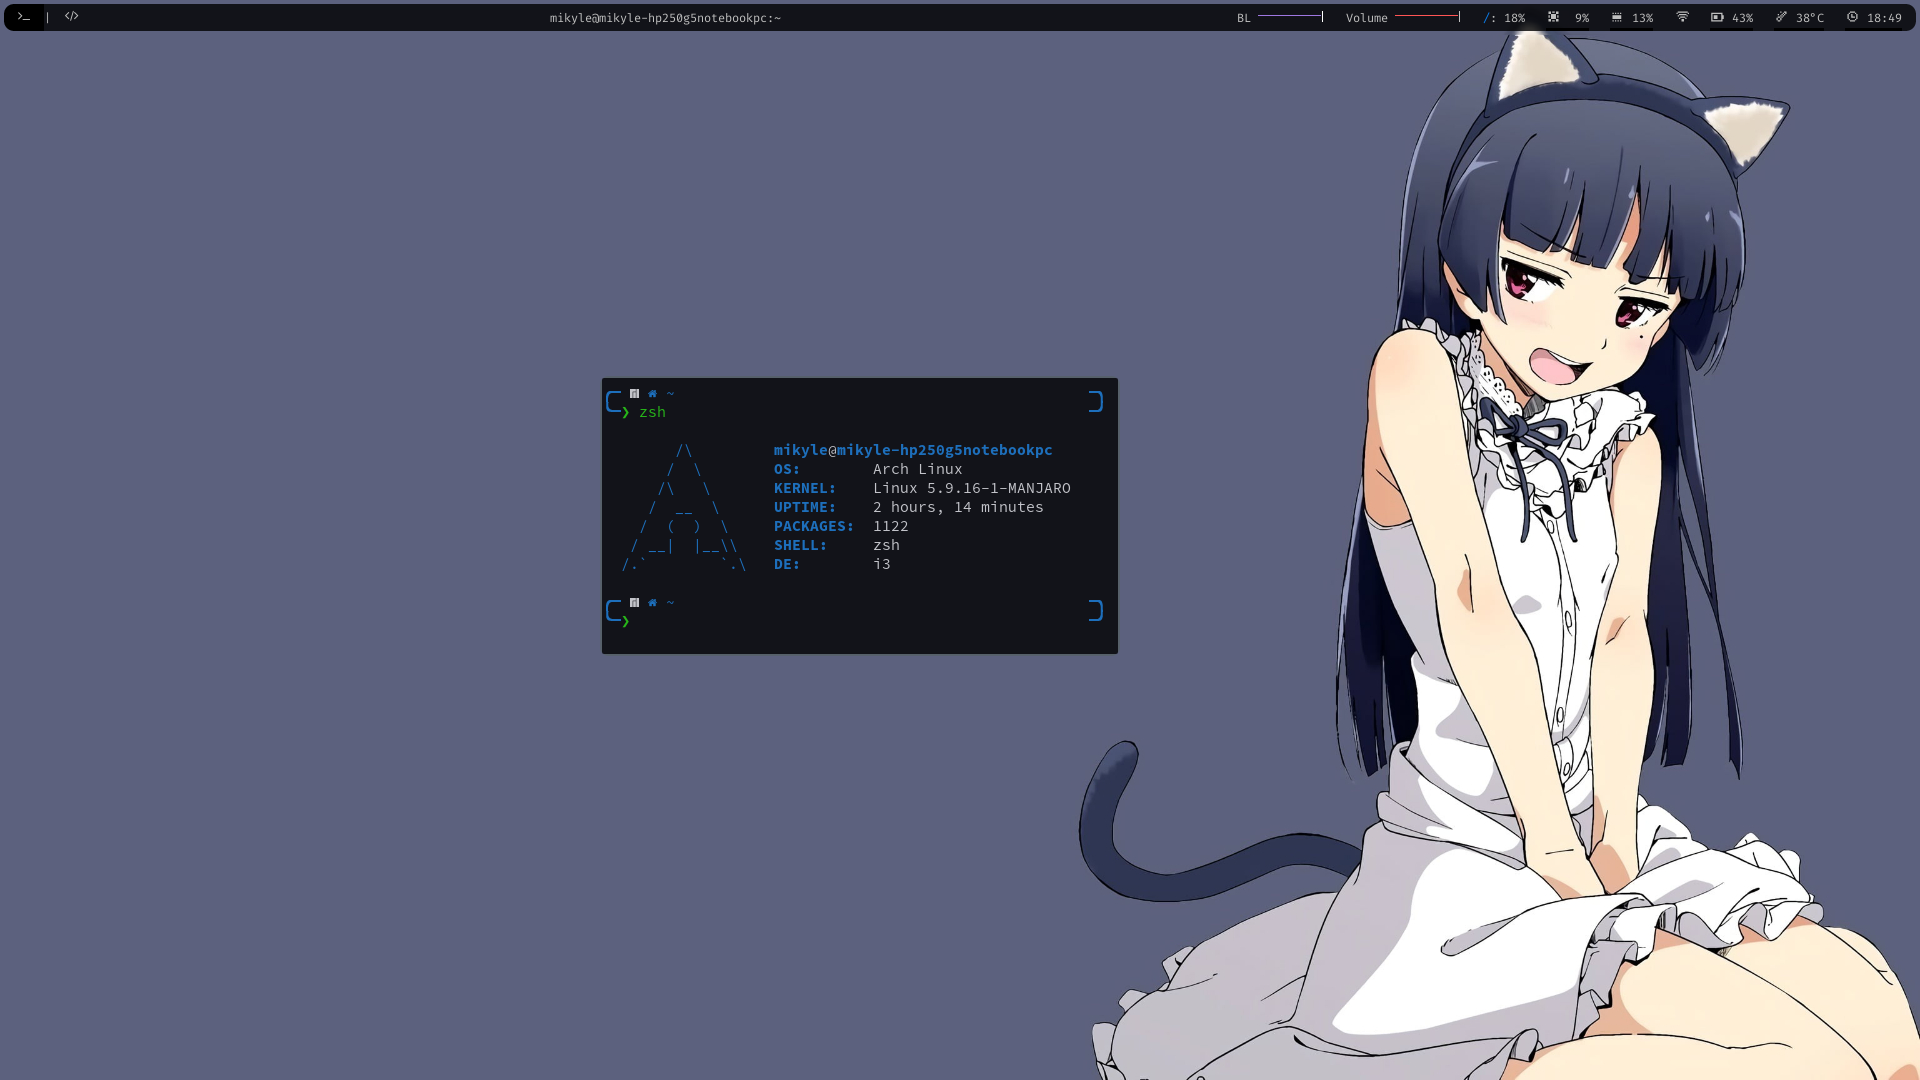 >_ | </> mikyle@mikyle-hp250g5notebookpc:~ BL Volume /: 18% 9% 13% 43% 38°C 18:49
~
❯ zsh
mikyle@mikyle-hp250g5notebookpc
OS: Arch Linux
KERNEL: Linux 5.9.16-1-MANJARO
UPTIME: 2 hours, 14 minutes
PACKAGES: 1122
SHELL: zsh
DE: i3
~
❯